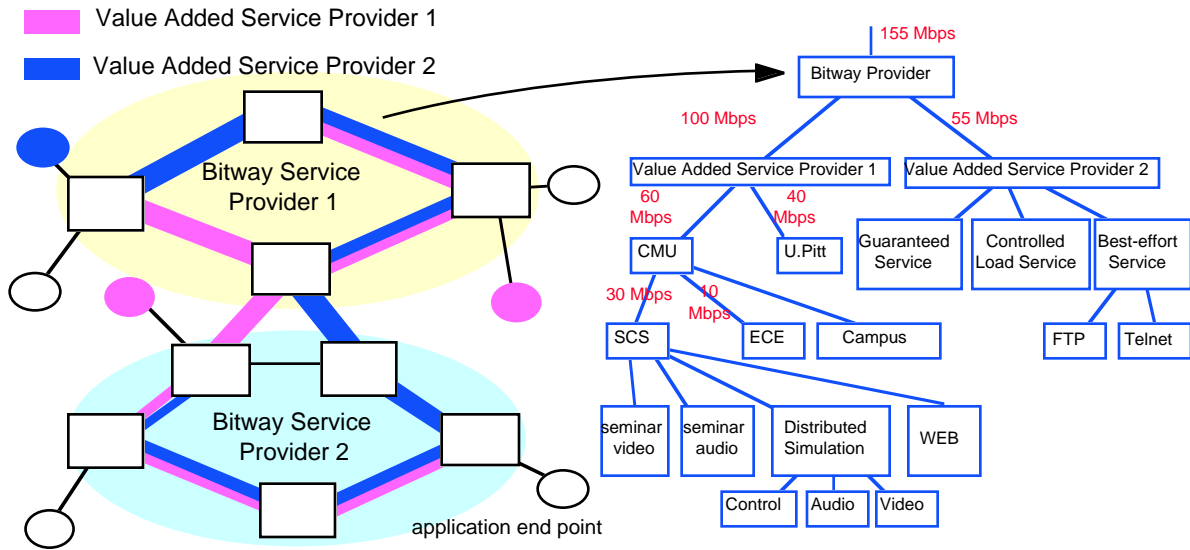 Value Added Service Provider 1
Value Added Service Provider 2
Bitway Service
Provider 1
Bitway Service
Provider 2
application end point
155 Mbps
Bitway Provider
100 Mbps
55 Mbps
Value Added Service Provider 1
Value Added Service Provider 2
60
Mbps
40
Mbps
CMU
U.Pitt
Guaranteed
Service
Controlled
Load Service
Best-effort
Service
30 Mbps
10
Mbps
SCS
ECE
Campus
FTP
Telnet
seminar
video
seminar
audio
Distributed
Simulation
WEB
Control
Audio
Video